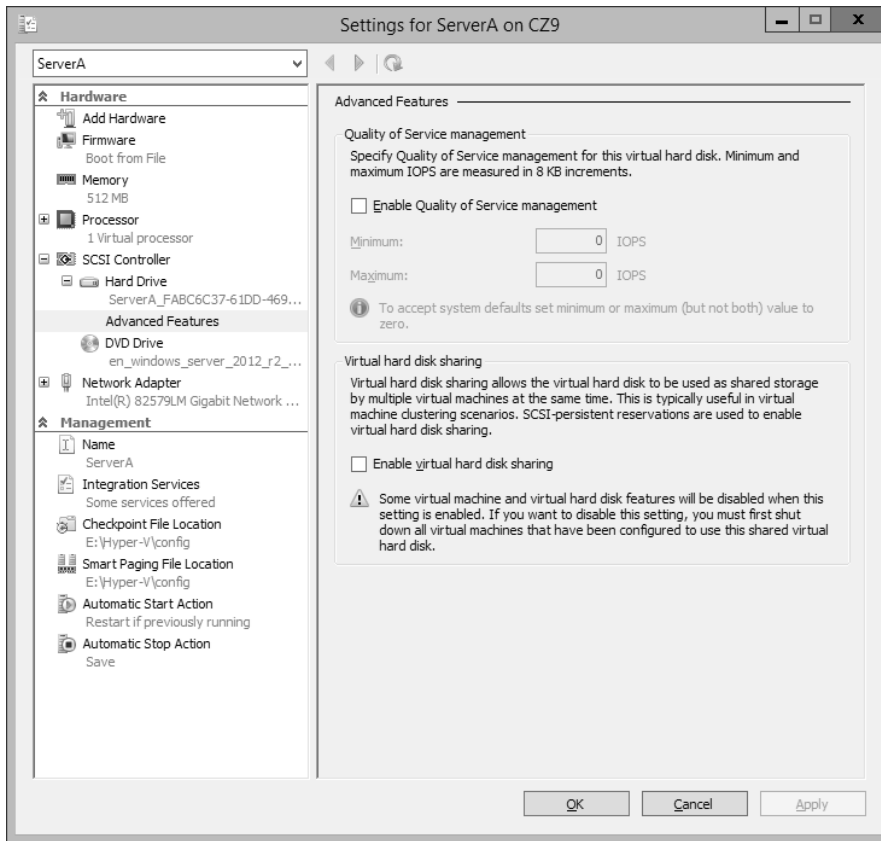 Settings for ServerA on CZ9
ServerA
Hardware
Add Hardware
Firmware
Boot from File
Memory
512 MB
Processor
1 Virtual processor
SCSI Controller
Hard Drive
ServerA_FABC6C37-61DD-469...
Advanced Features
DVD Drive
en_windows_server_2012_r2_...
Network Adapter
Intel(R) 82579LM Gigabit Network ...
Management
Name
ServerA
Integration Services
Some services offered
Checkpoint File Location
E:\Hyper-V\config
Smart Paging File Location
E:\Hyper-V\config
Automatic Start Action
Restart if previously running
Automatic Stop Action
Save
Advanced Features
Quality of Service management
Specify Quality of Service management for this virtual hard disk. Minimum and
maximum IOPS are measured in 8 KB increments.
Enable Quality of Service management
Minimum: 0 IOPS
Maximum: 0 IOPS
To accept system defaults set minimum or maximum (but not both) value to
zero.
Virtual hard disk sharing
Virtual hard disk sharing allows the virtual hard disk to be used as shared storage
by multiple virtual machines at the same time. This is typically useful in virtual
machine clustering scenarios. SCSI-persistent reservations are used to enable
virtual hard disk sharing.
Enable virtual hard disk sharing
Some virtual machine and virtual hard disk features will be disabled when this
setting is enabled. If you want to disable this setting, you must first shut
down all virtual machines that have been configured to use this shared virtual
hard disk.
OK Cancel Apply